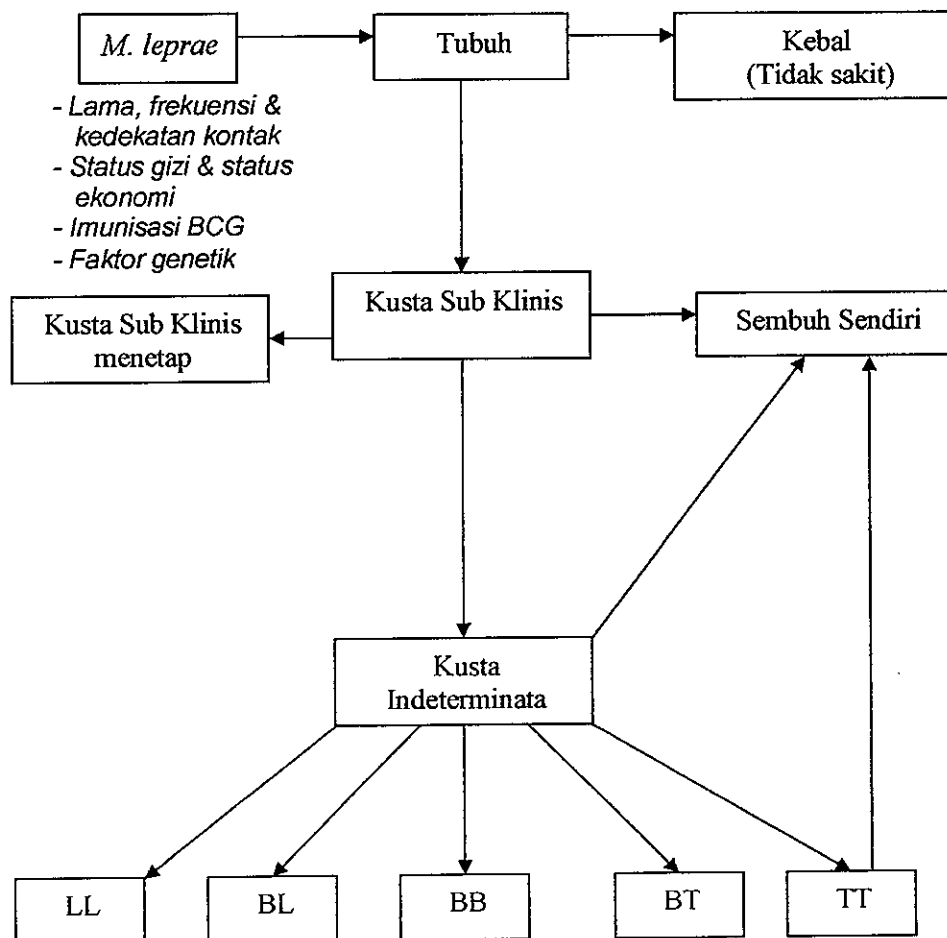 M. leprae
Tubuh
Kebal
(Tidak sakit)
- Lama, frekuensi &
kedekatan kontak
- Status gizi & status
ekonomi
- Imunisasi BCG
- Faktor genetik
Kusta Sub Klinis
menetap
Kusta Sub Klinis
Sembuh Sendiri
Kusta
Indeterminata
LL
BL
BB
BT
TT